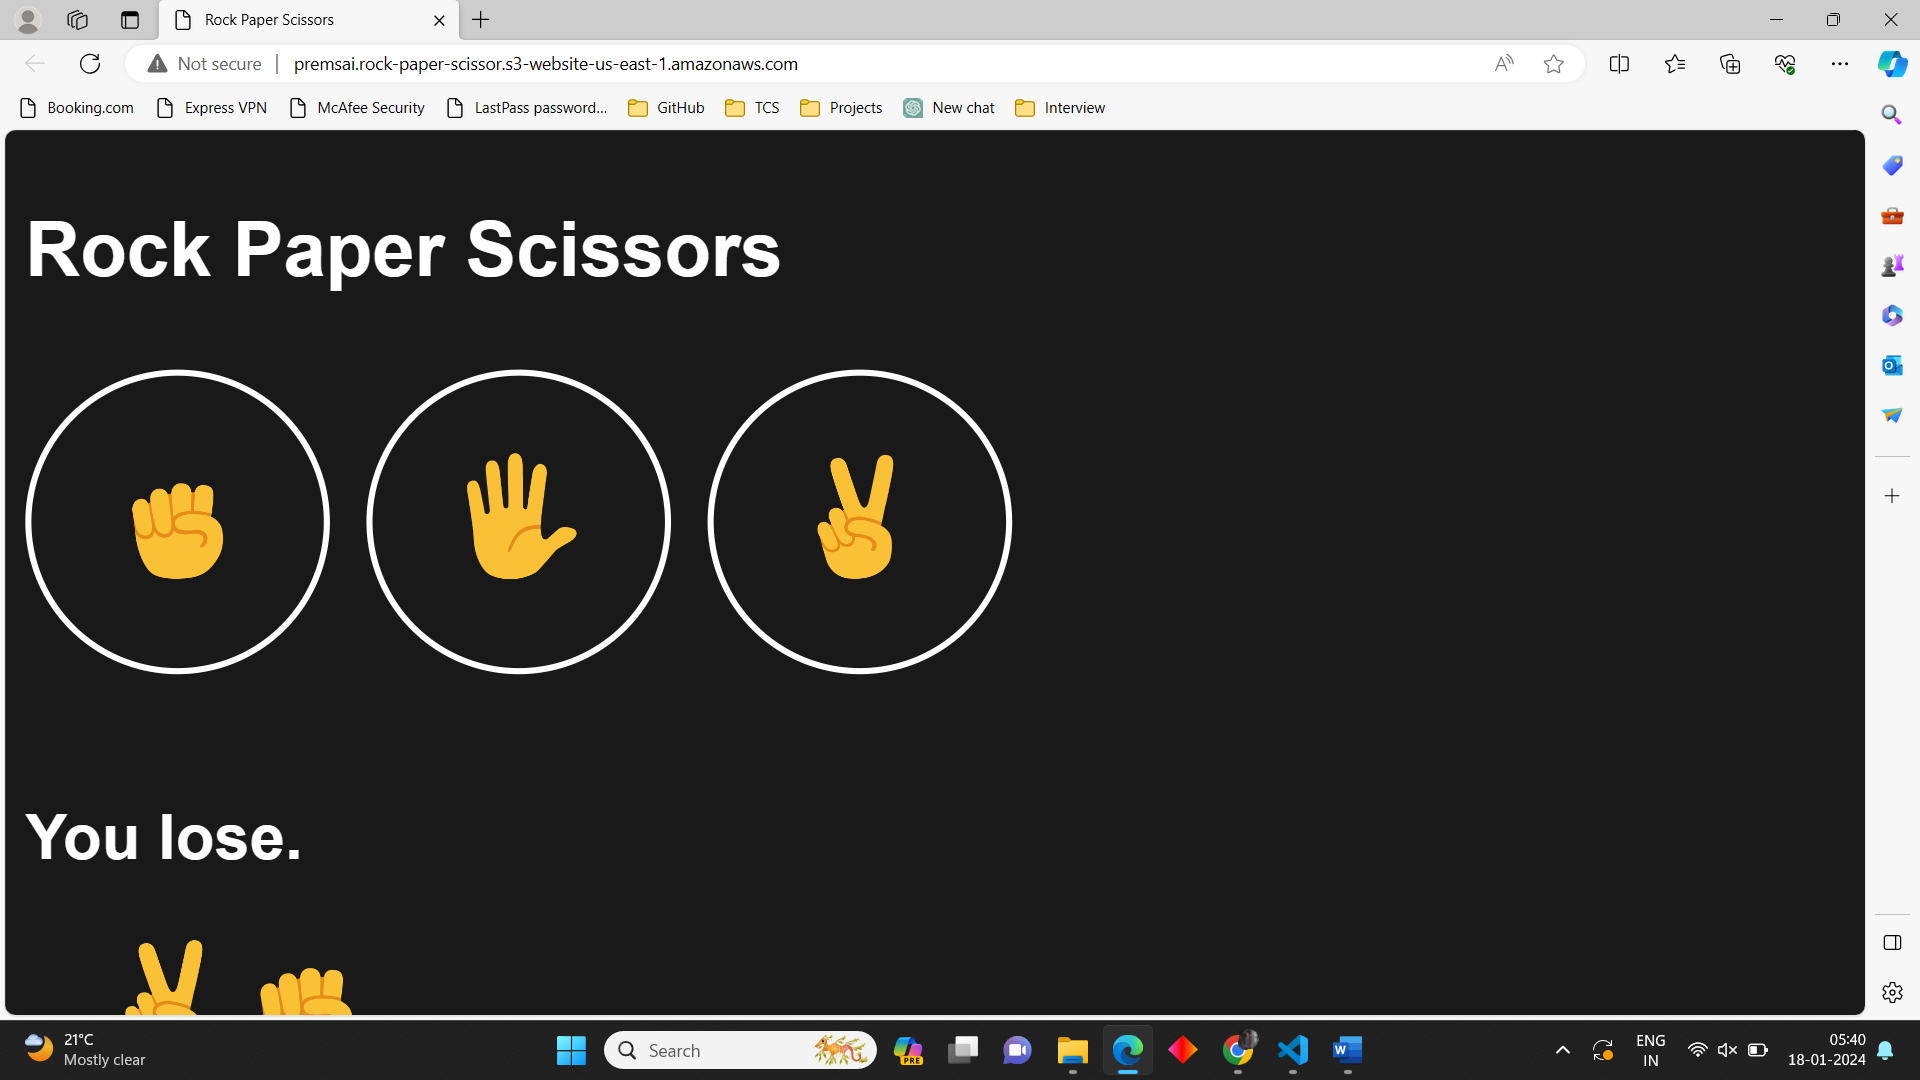 Rock Paper Scissors
Not secure
premsai.rock-paper-scissor.s3-website-us-east-1.amazonaws.com
Booking.com Express VPN McAfee Security LastPass password... GitHub TCS Projects New chat Interview
Rock Paper Scissors
You lose.
21°C
Mostly clear
Search
PRE
ENG
IN
05:40
18-01-2024